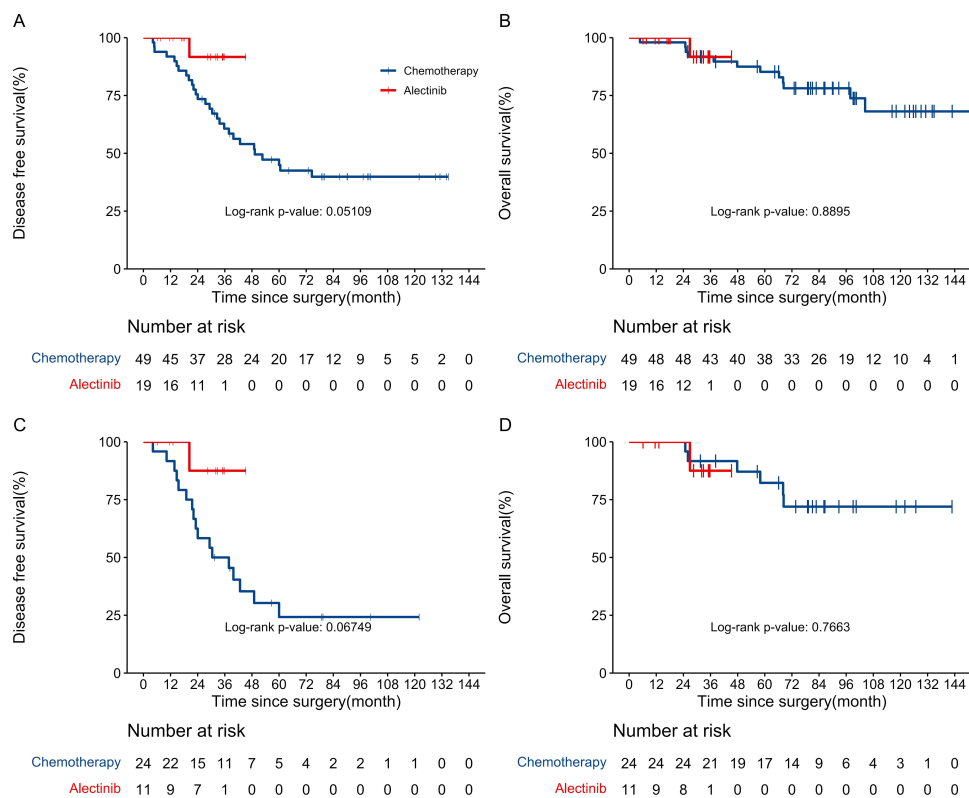 A
Disease free survival(%)
100
75
50
25
0
Chemotherapy
Alectinib
Log-rank p-value: 0.05109
0 12 24 36 48 60 72 84 96 108 120 132 144
Time since surgery(month)
Number at risk
Chemotherapy 49 45 37 28 24 20 17 12 9 5 5 2 0
Alectinib 19 16 11 1 0 0 0 0 0 0 0 0 0
B
Overall survival(%)
100
75
50
25
0
Log-rank p-value: 0.8895
0 12 24 36 48 60 72 84 96 108 120 132 144
Time since surgery(month)
Number at risk
Chemotherapy 49 48 48 43 40 38 33 26 19 12 10 4 1
Alectinib 19 16 12 1 0 0 0 0 0 0 0 0 0
C
Disease free survival(%)
100
75
50
25
0
Log-rank p-value: 0.06749
0 12 24 36 48 60 72 84 96 108 120 132 144
Time since surgery(month)
Number at risk
Chemotherapy 24 22 15 11 7 5 4 2 2 1 1 0 0
Alectinib 11 9 7 1 0 0 0 0 0 0 0 0 0
D
Overall survival(%)
100
75
50
25
0
Log-rank p-value: 0.7663
0 12 24 36 48 60 72 84 96 108 120 132 144
Time since surgery(month)
Number at risk
Chemotherapy 24 24 24 21 19 17 14 9 6 4 3 1 0
Alectinib 11 9 8 1 0 0 0 0 0 0 0 0 0